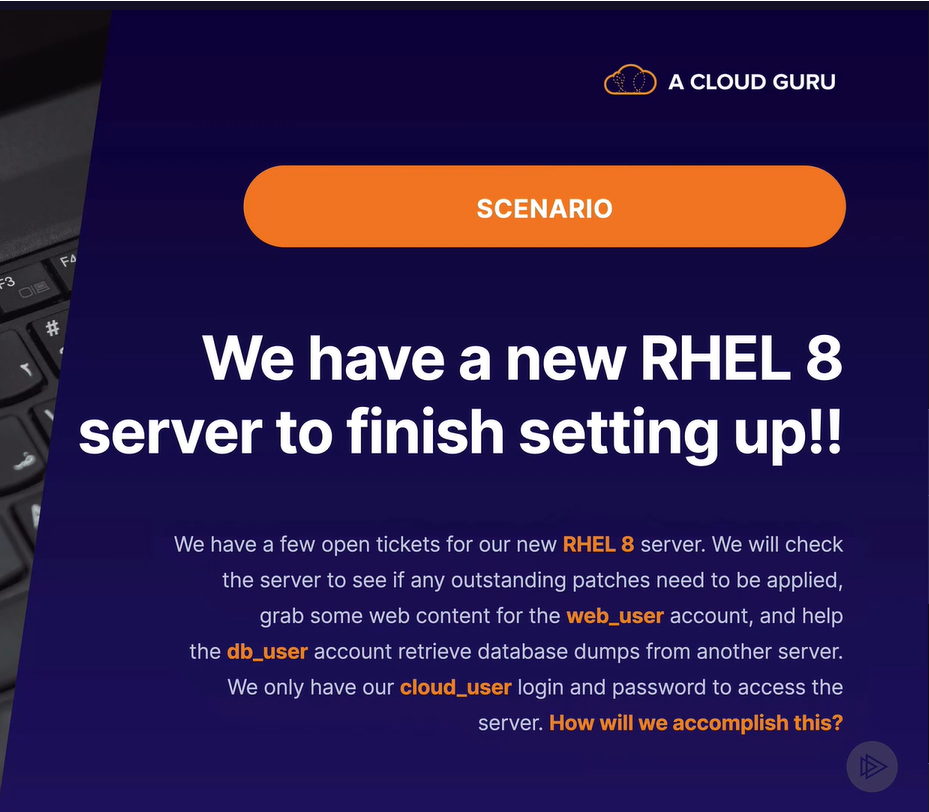 A CLOUD GURU
SCENARIO
F3
F4
#
We have a new RHEL 8
server to finish setting up!!
We have a few open tickets for our new RHEL 8 server. We will check
the server to see if any outstanding patches need to be applied,
grab some web content for the web_user account, and help
the db_user account retrieve database dumps from another server.
We only have our cloud_user login and password to access the
server. How will we accomplish this?